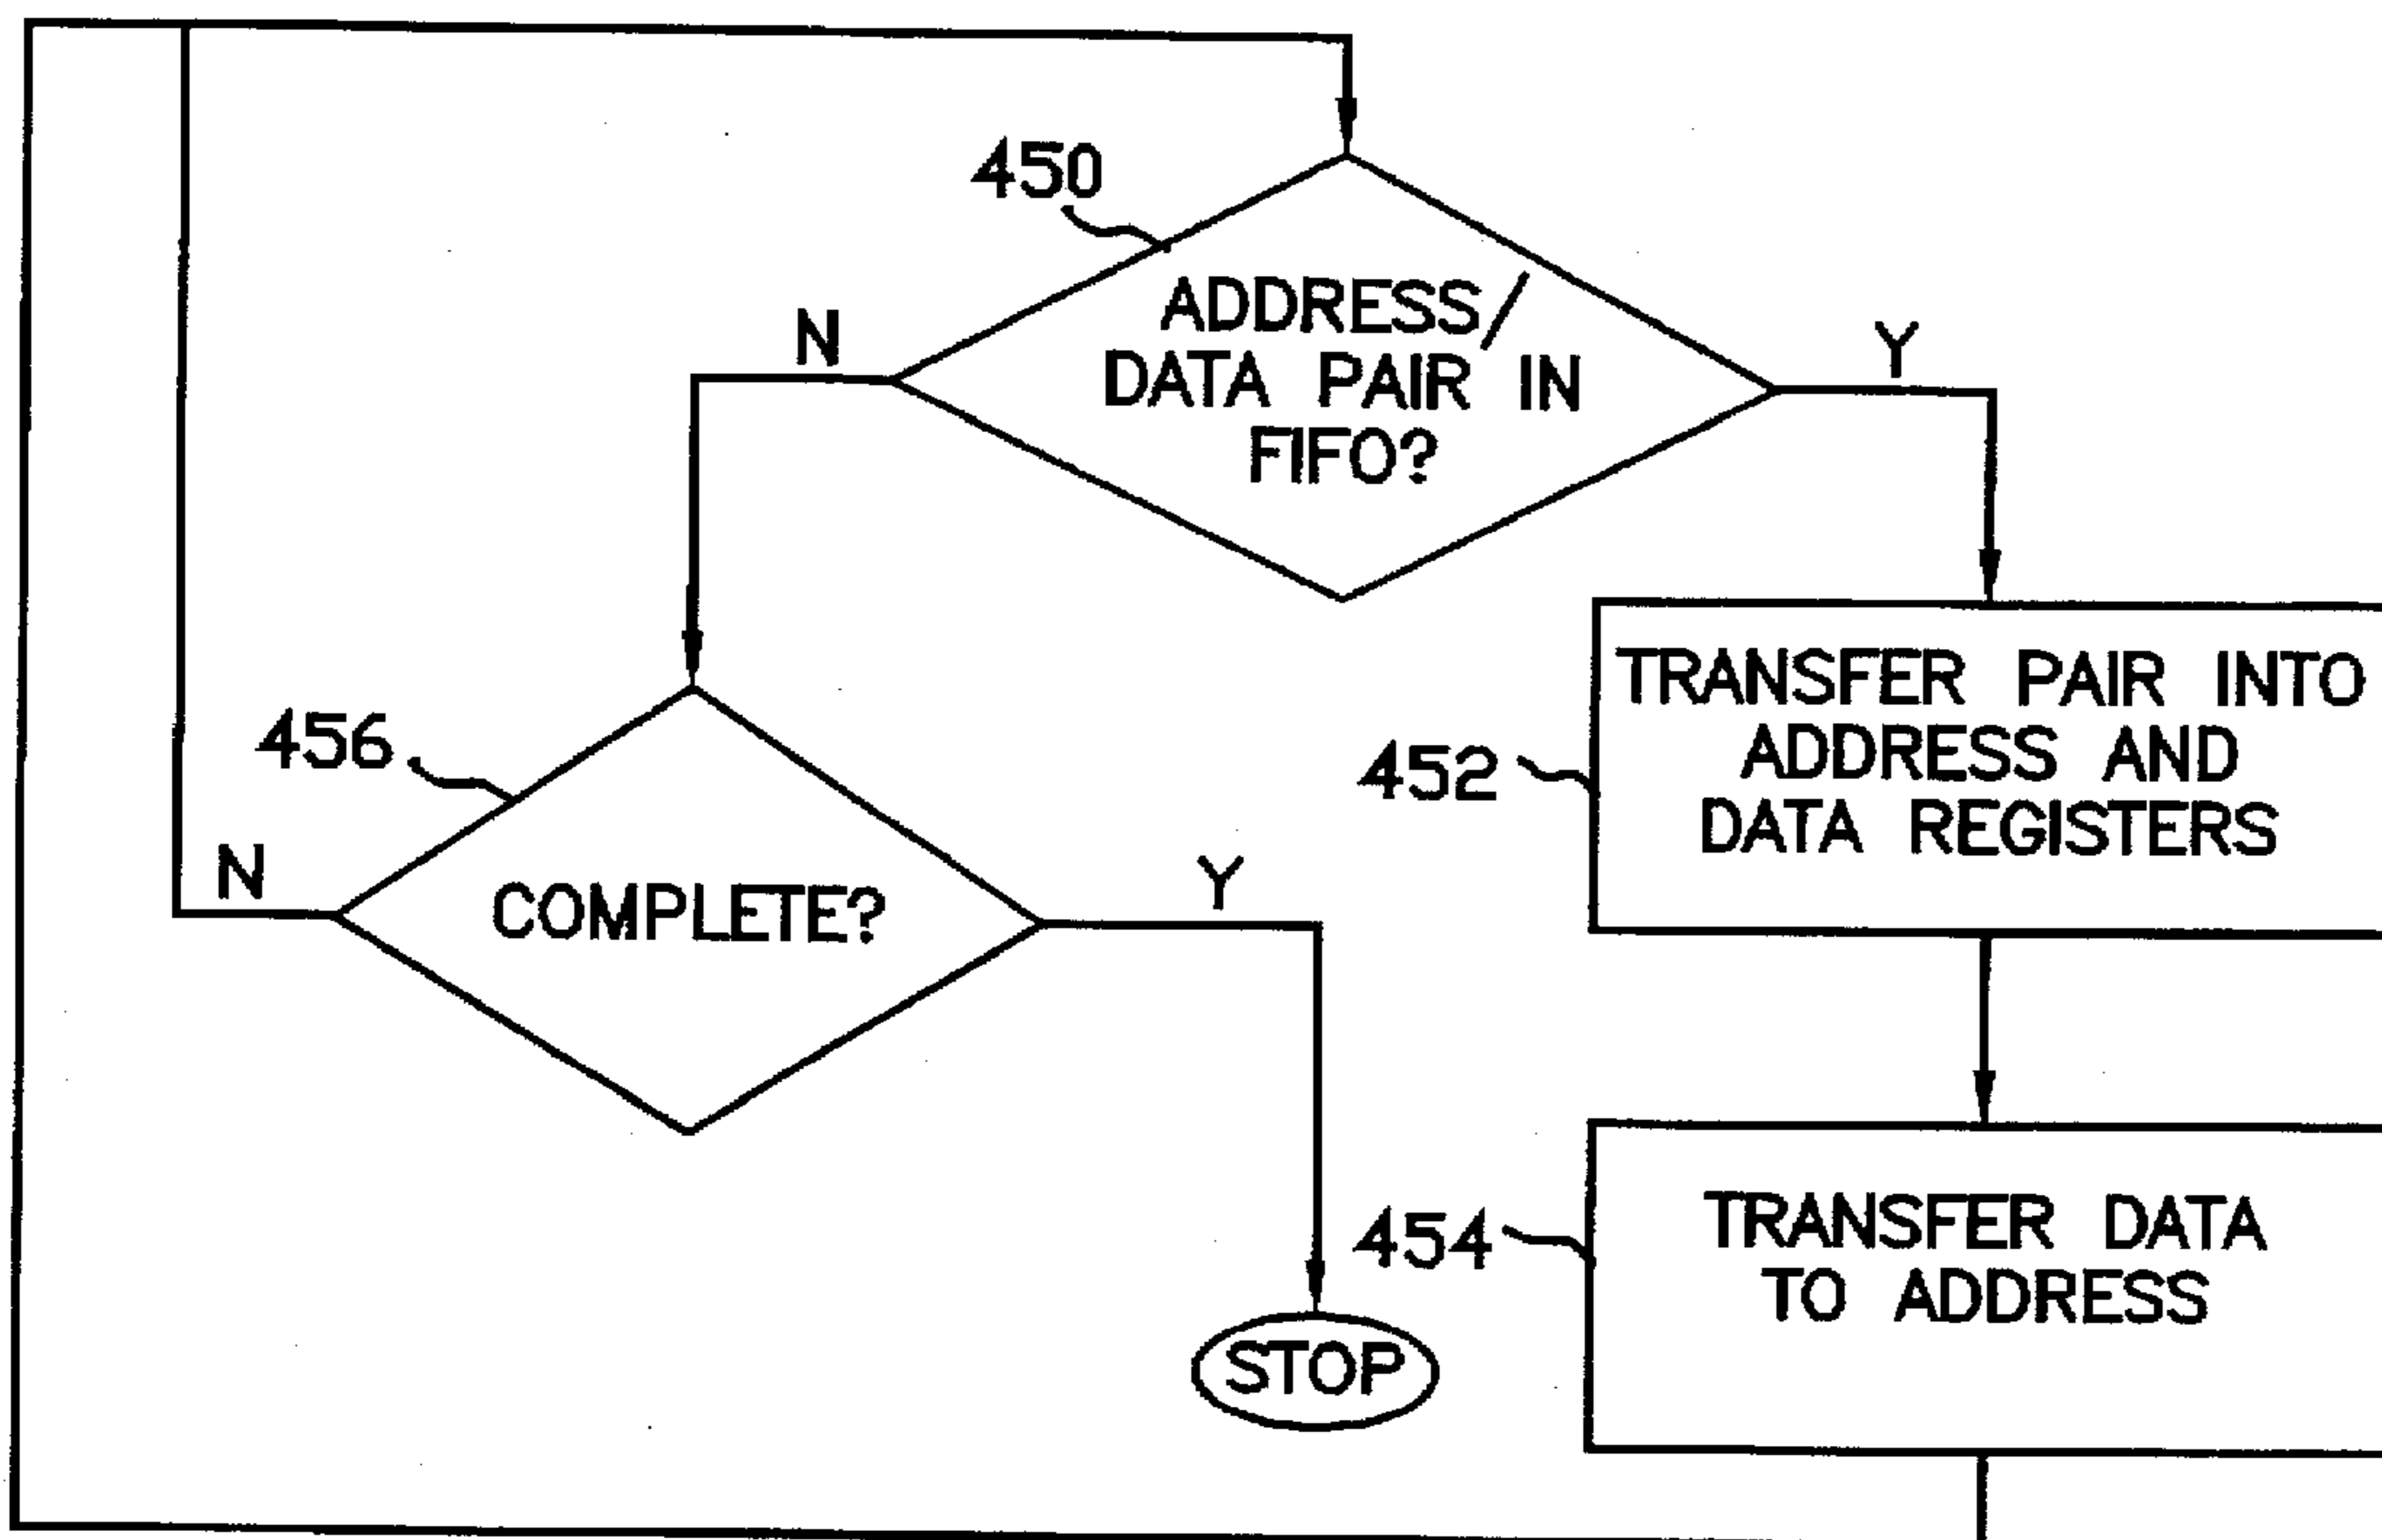 450
ADDRESS/
DATA PAIR IN
FIFO?
N
Y
TRANSFER PAIR INTO
ADDRESS AND
DATA REGISTERS
452
456
COMPLETE?
N
Y
454
TRANSFER DATA
TO ADDRESS
STOP